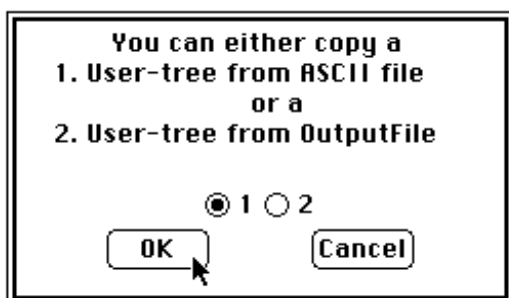 You can either copy a
1. User-tree from ASCII file
or a
2. User-tree from OutputFile
1 2
OK Cancel